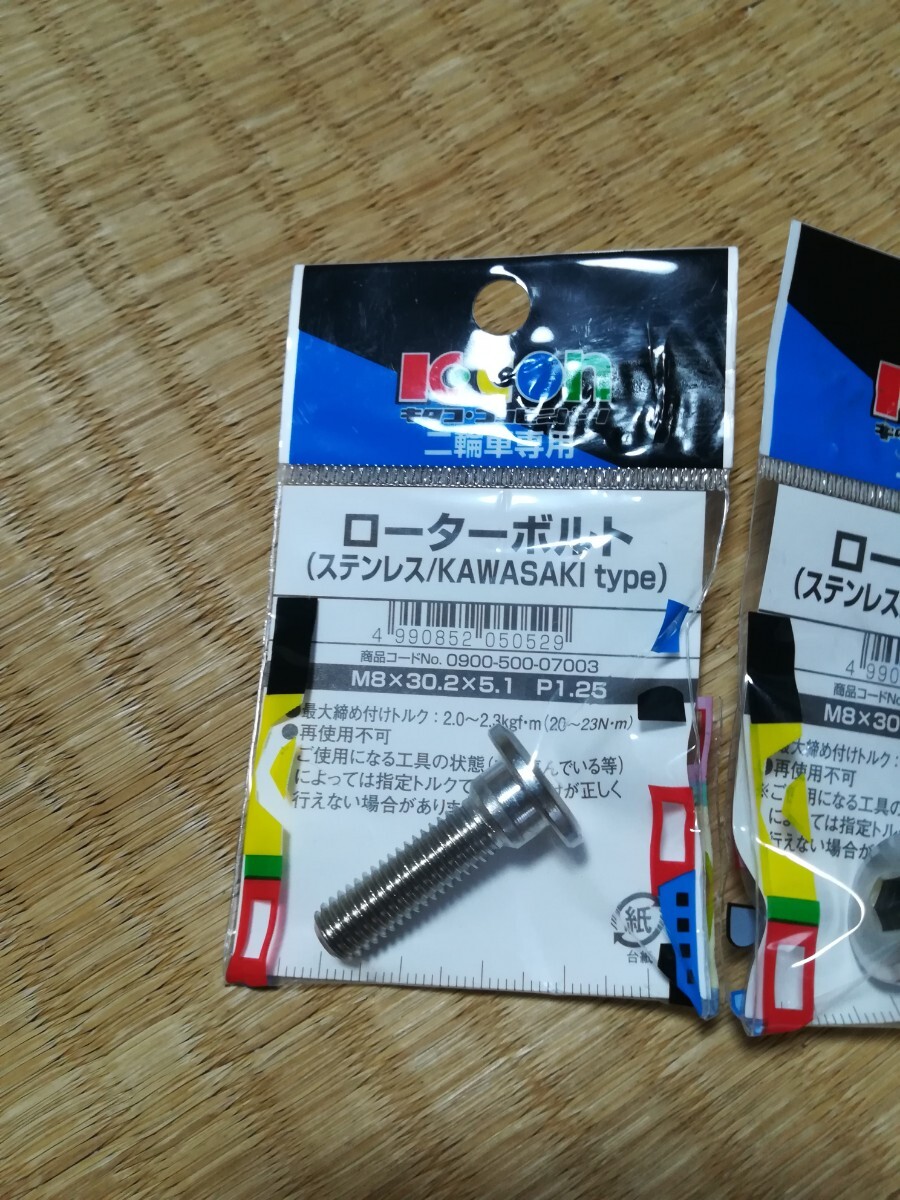 KCON
二輪車専用
ローターボルト
(ステンレス/KAWASAKI type)
4 990852 050529
商品コードNo. 0900-500-07003
M8×30.2×5.1 P1.25
●最大締め付けトルク：2.0～2.3kgf・m(20～23N・m)
●再使用不可
ご使用になる工具の状態(
んでいる等)
によっては指定トルクで
けが正しく
行えない場合がありま
紙
台紙
ロー
(ステンレス
4 990
商品コードNo
M8×30
最大締め付けトルク：
●再使用不可
※ご使用になる工具の
によっては指定トル
行えない場合が